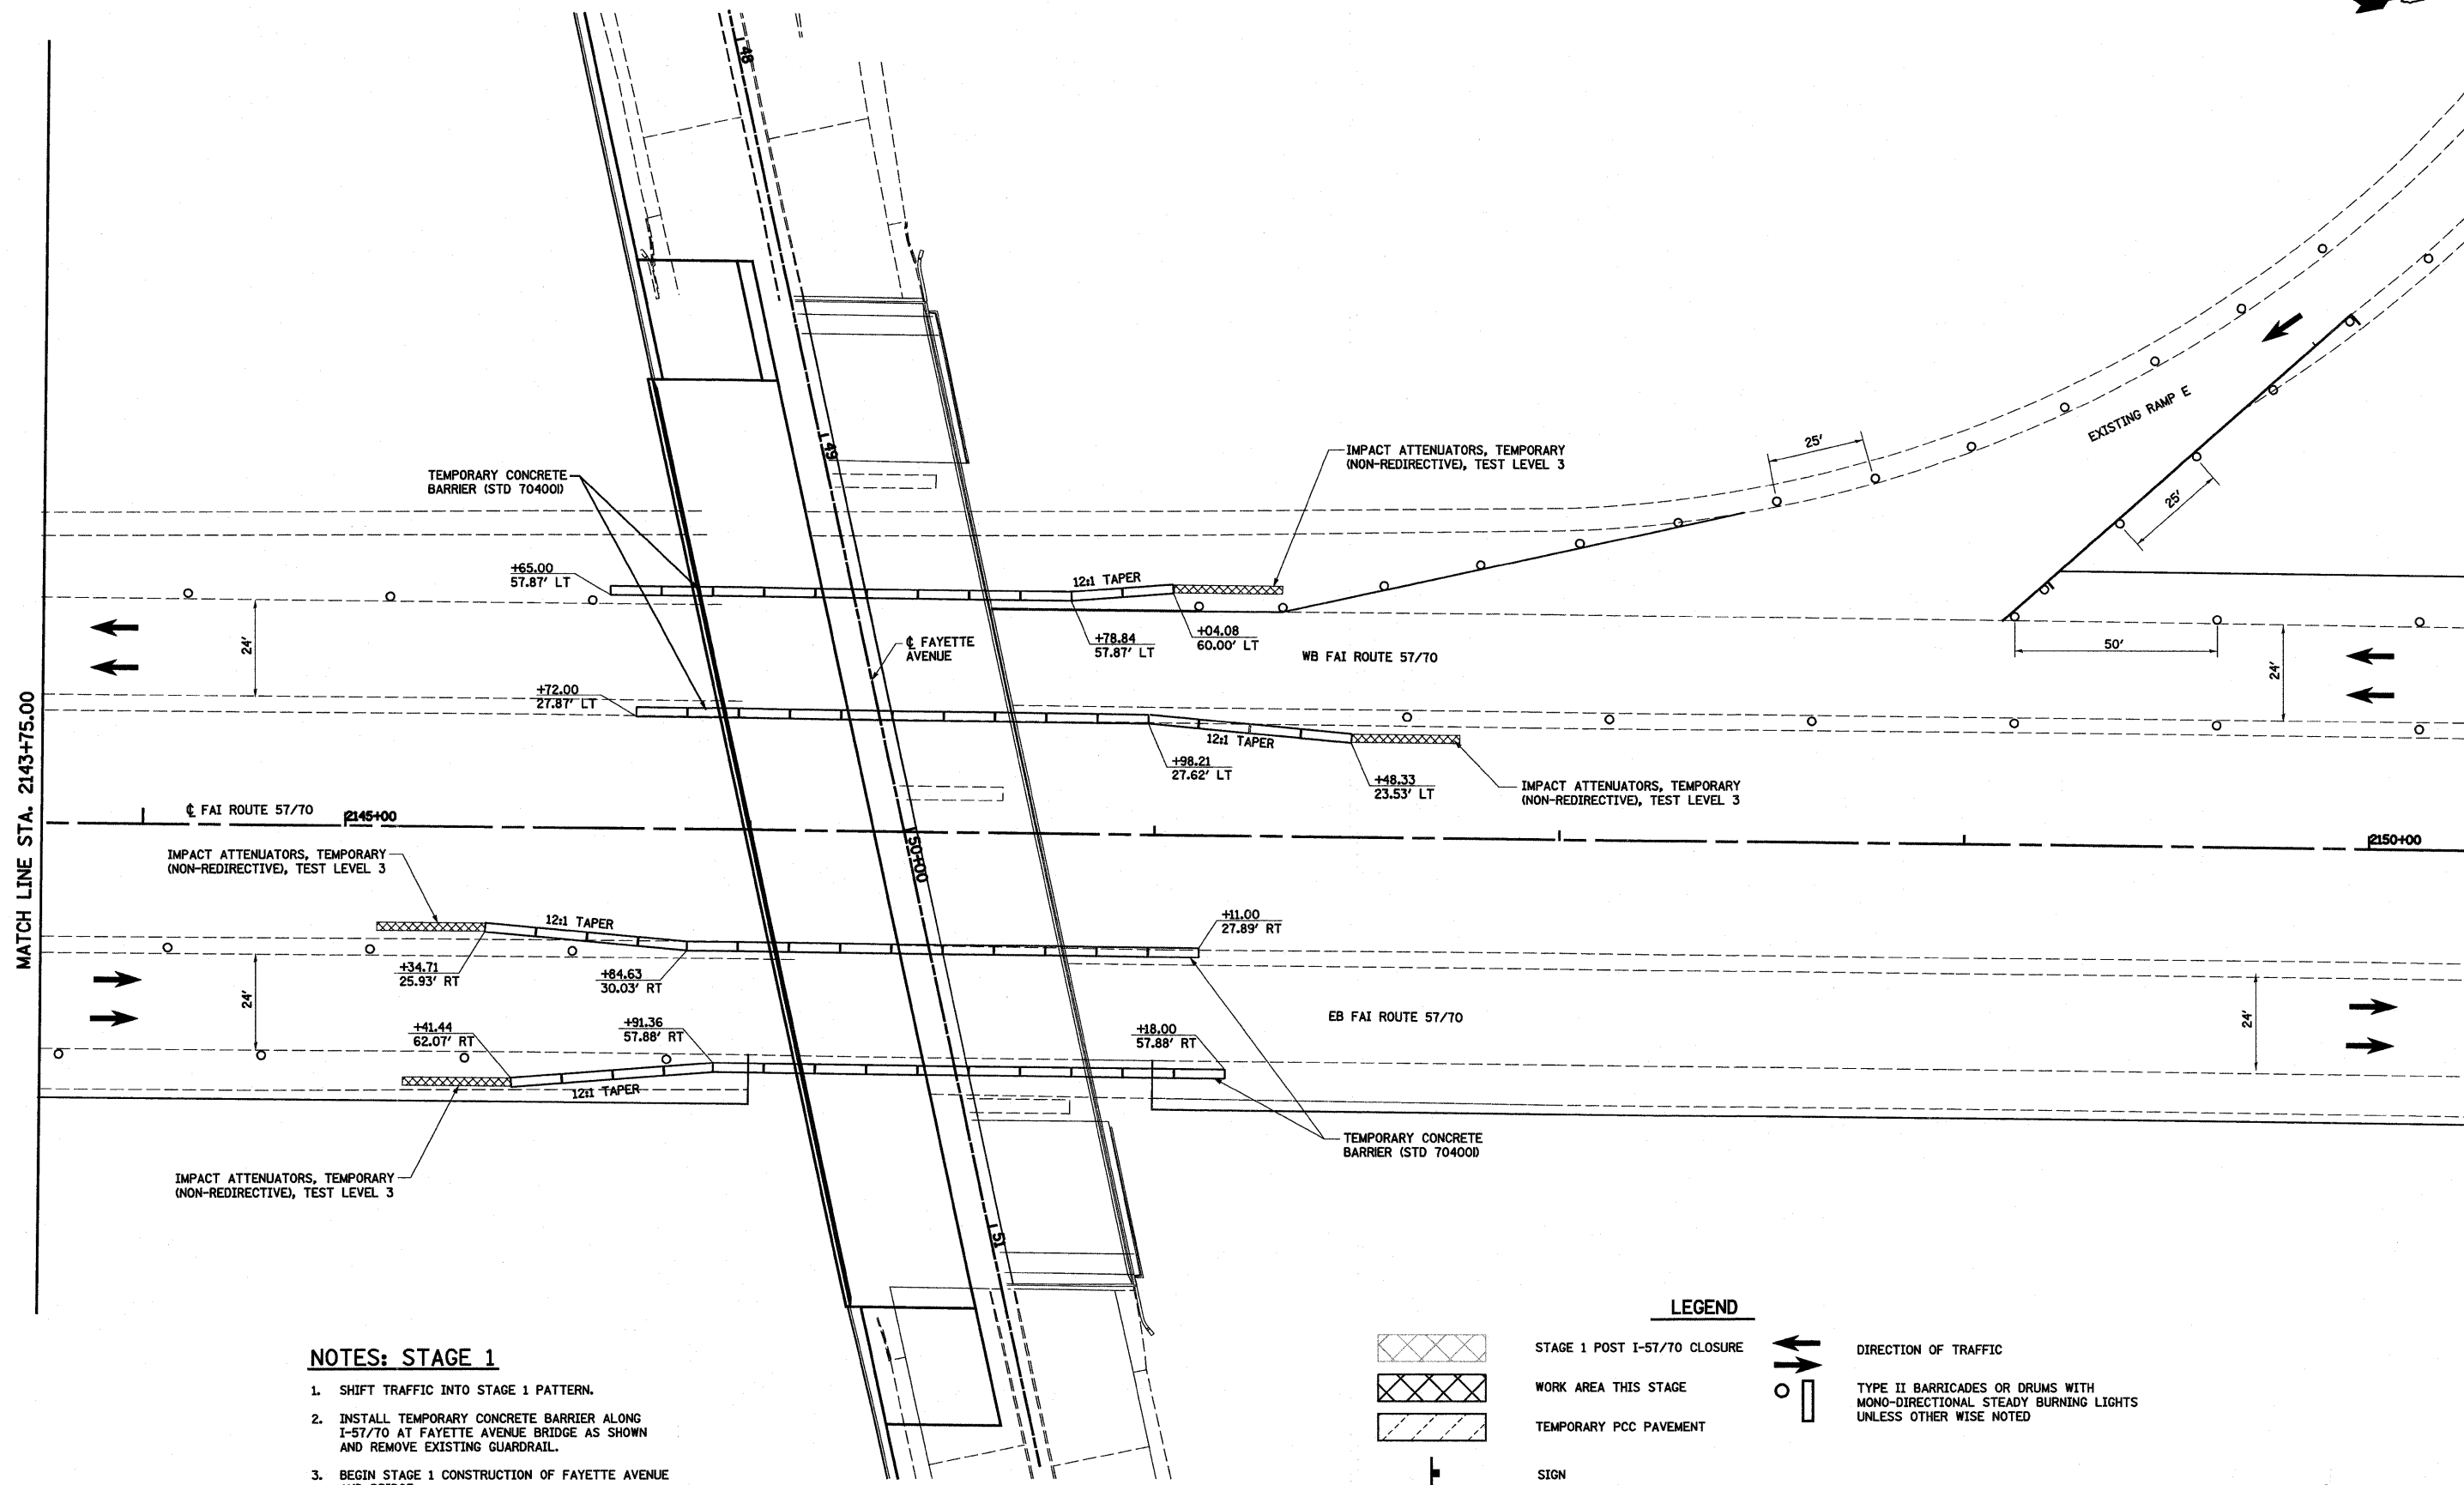 48
49
TEMPORARY CONCRETE
BARRIER (STD 704001)
IMPACT ATTENUATORS, TEMPORARY
(NON-REDIRECTIVE), TEST LEVEL 3
25'
EXISTING RAMP E
25'
+65.00
57.87' LT
12:1 TAPER
+78.84
57.87' LT
+04.08
60.00' LT
24'
₵ FAYETTE
AVENUE
WB FAI ROUTE 57/70
50'
24'
+72.00
27.87' LT
12:1 TAPER
+98.21
27.62' LT
+48.33
23.53' LT
IMPACT ATTENUATORS, TEMPORARY
(NON-REDIRECTIVE), TEST LEVEL 3
MATCH LINE STA. 2143+75.00
₵ FAI ROUTE 57/70
2145+00
50+00
2150+00
IMPACT ATTENUATORS, TEMPORARY
(NON-REDIRECTIVE), TEST LEVEL 3
12:1 TAPER
+34.71
25.93' RT
+84.63
30.03' RT
+11.00
27.89' RT
24'
+41.44
62.07' RT
+91.36
57.88' RT
+18.00
57.88' RT
EB FAI ROUTE 57/70
24'
12:1 TAPER
TEMPORARY CONCRETE
BARRIER (STD 704001)
IMPACT ATTENUATORS, TEMPORARY
(NON-REDIRECTIVE), TEST LEVEL 3
51
NOTES: STAGE 1
1. SHIFT TRAFFIC INTO STAGE 1 PATTERN.
2. INSTALL TEMPORARY CONCRETE BARRIER ALONG
I-57/70 AT FAYETTE AVENUE BRIDGE AS SHOWN
AND REMOVE EXISTING GUARDRAIL.
3. BEGIN STAGE 1 CONSTRUCTION OF FAYETTE AVENUE
LEGEND
STAGE 1 POST I-57/70 CLOSURE
WORK AREA THIS STAGE
TEMPORARY PCC PAVEMENT
SIGN
DIRECTION OF TRAFFIC
TYPE II BARRICADES OR DRUMS WITH
MONO-DIRECTIONAL STEADY BURNING LIGHTS
UNLESS OTHER WISE NOTED